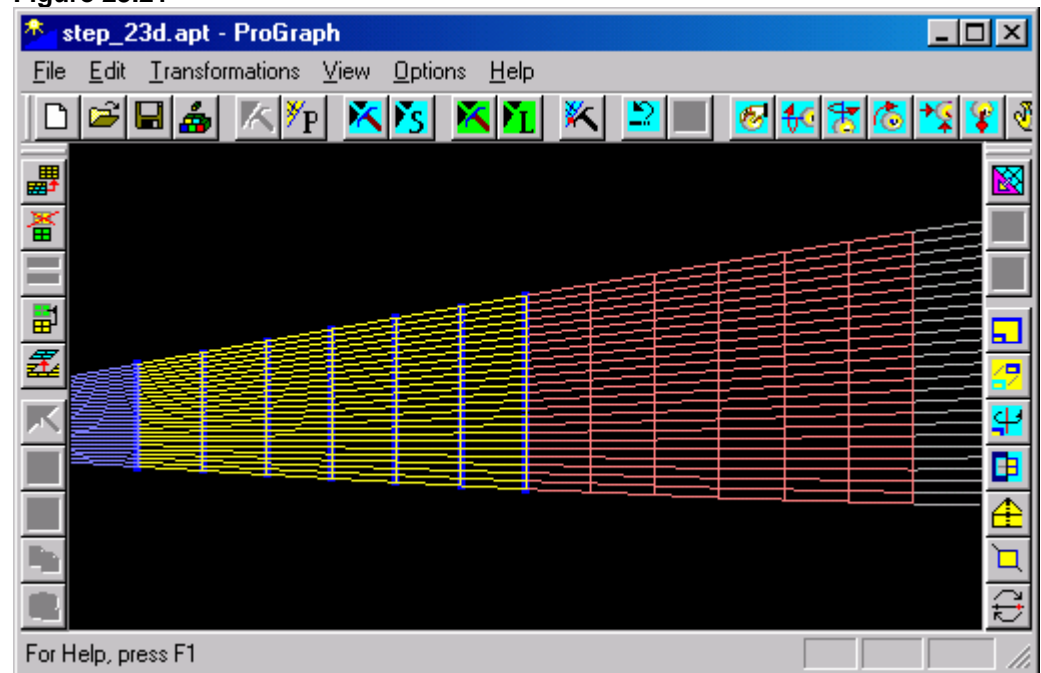 step_23d.apt - ProGraph
File Edit Transformations View Options Help
P S L
For Help, press F1